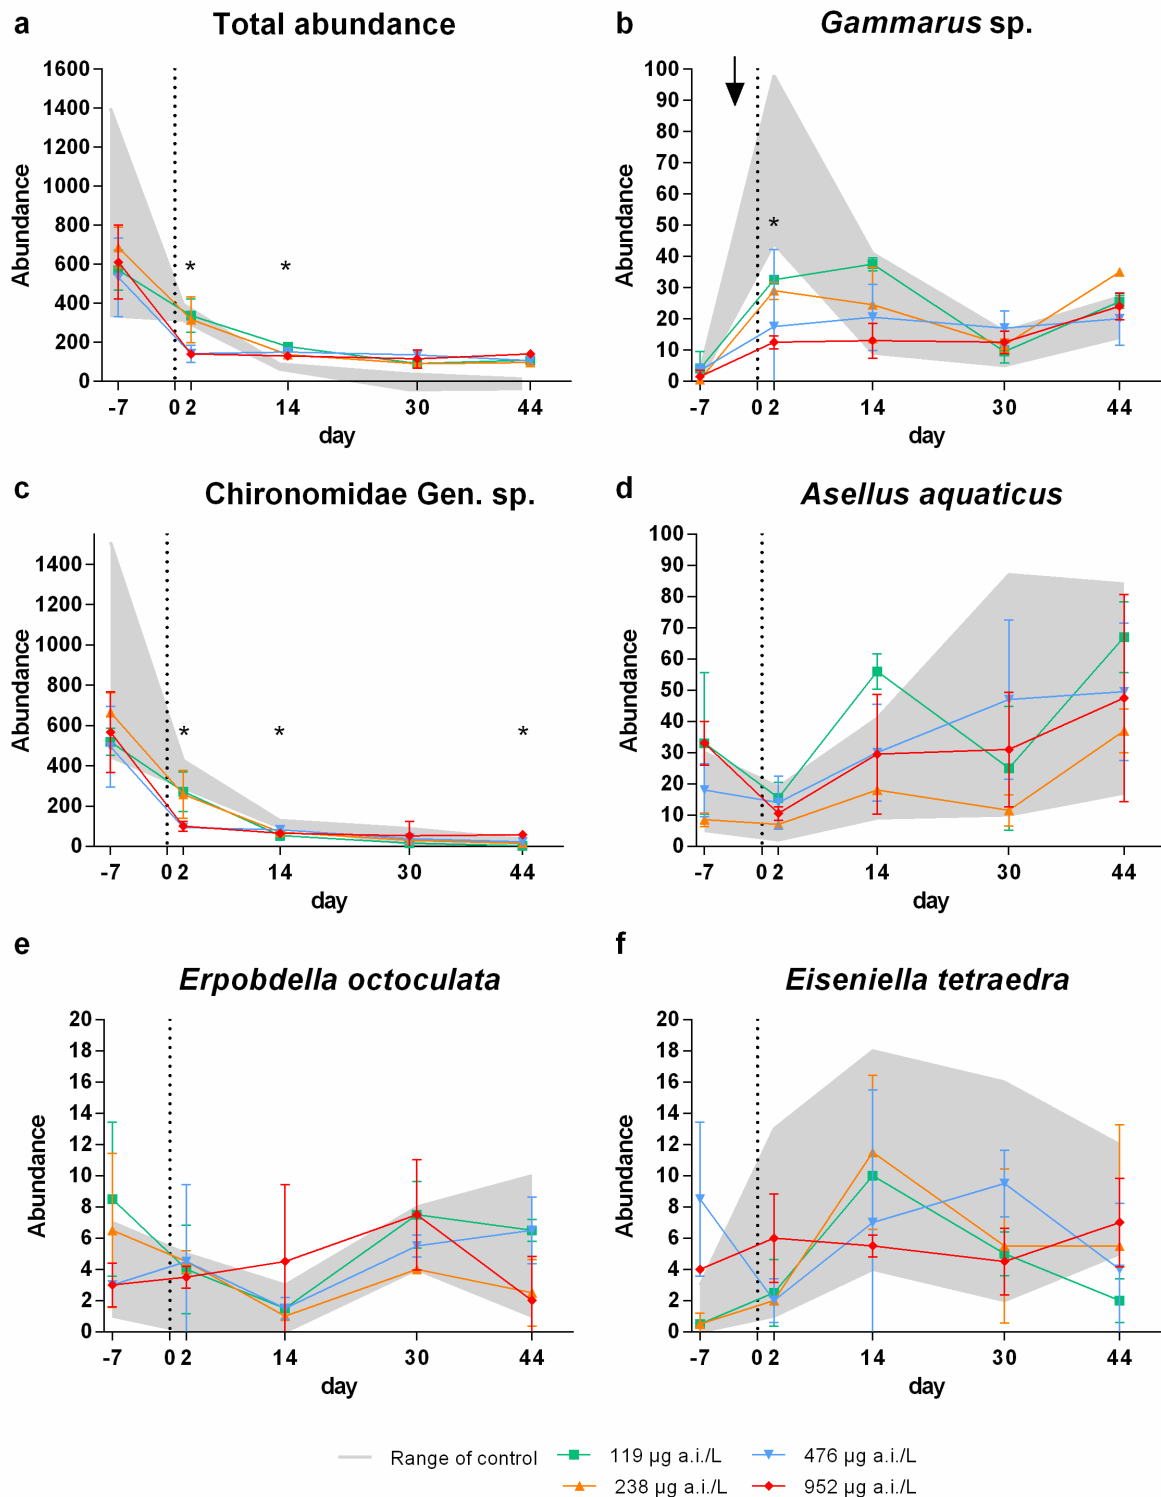 a Total abundance
1600
1400
1200
1000
800
600
400
200
0
Abundance
* *
-7 0 2 14 30 44
day
b Gammarus sp.
100
90
80
70
60
50
40
30
20
10
0
Abundance
*
-7 0 2 14 30 44
day
c Chironomidae Gen. sp.
1400
1200
1000
800
600
400
200
0
Abundance
* * *
-7 0 2 14 30 44
day
d Asellus aquaticus
100
90
80
70
60
50
40
30
20
10
0
Abundance
-7 0 2 14 30 44
day
e
Erpobdella octoculata
20
18
16
14
12
10
8
6
4
2
0
Abundance
-7 0 2 14 30 44
day
f
Eiseniella tetraedra
20
18
16
14
12
10
8
6
4
2
0
Abundance
-7 0 2 14 30 44
day
Range of control 119 µg a.i./L 476 µg a.i./L
238 µg a.i./L 952 µg a.i./L